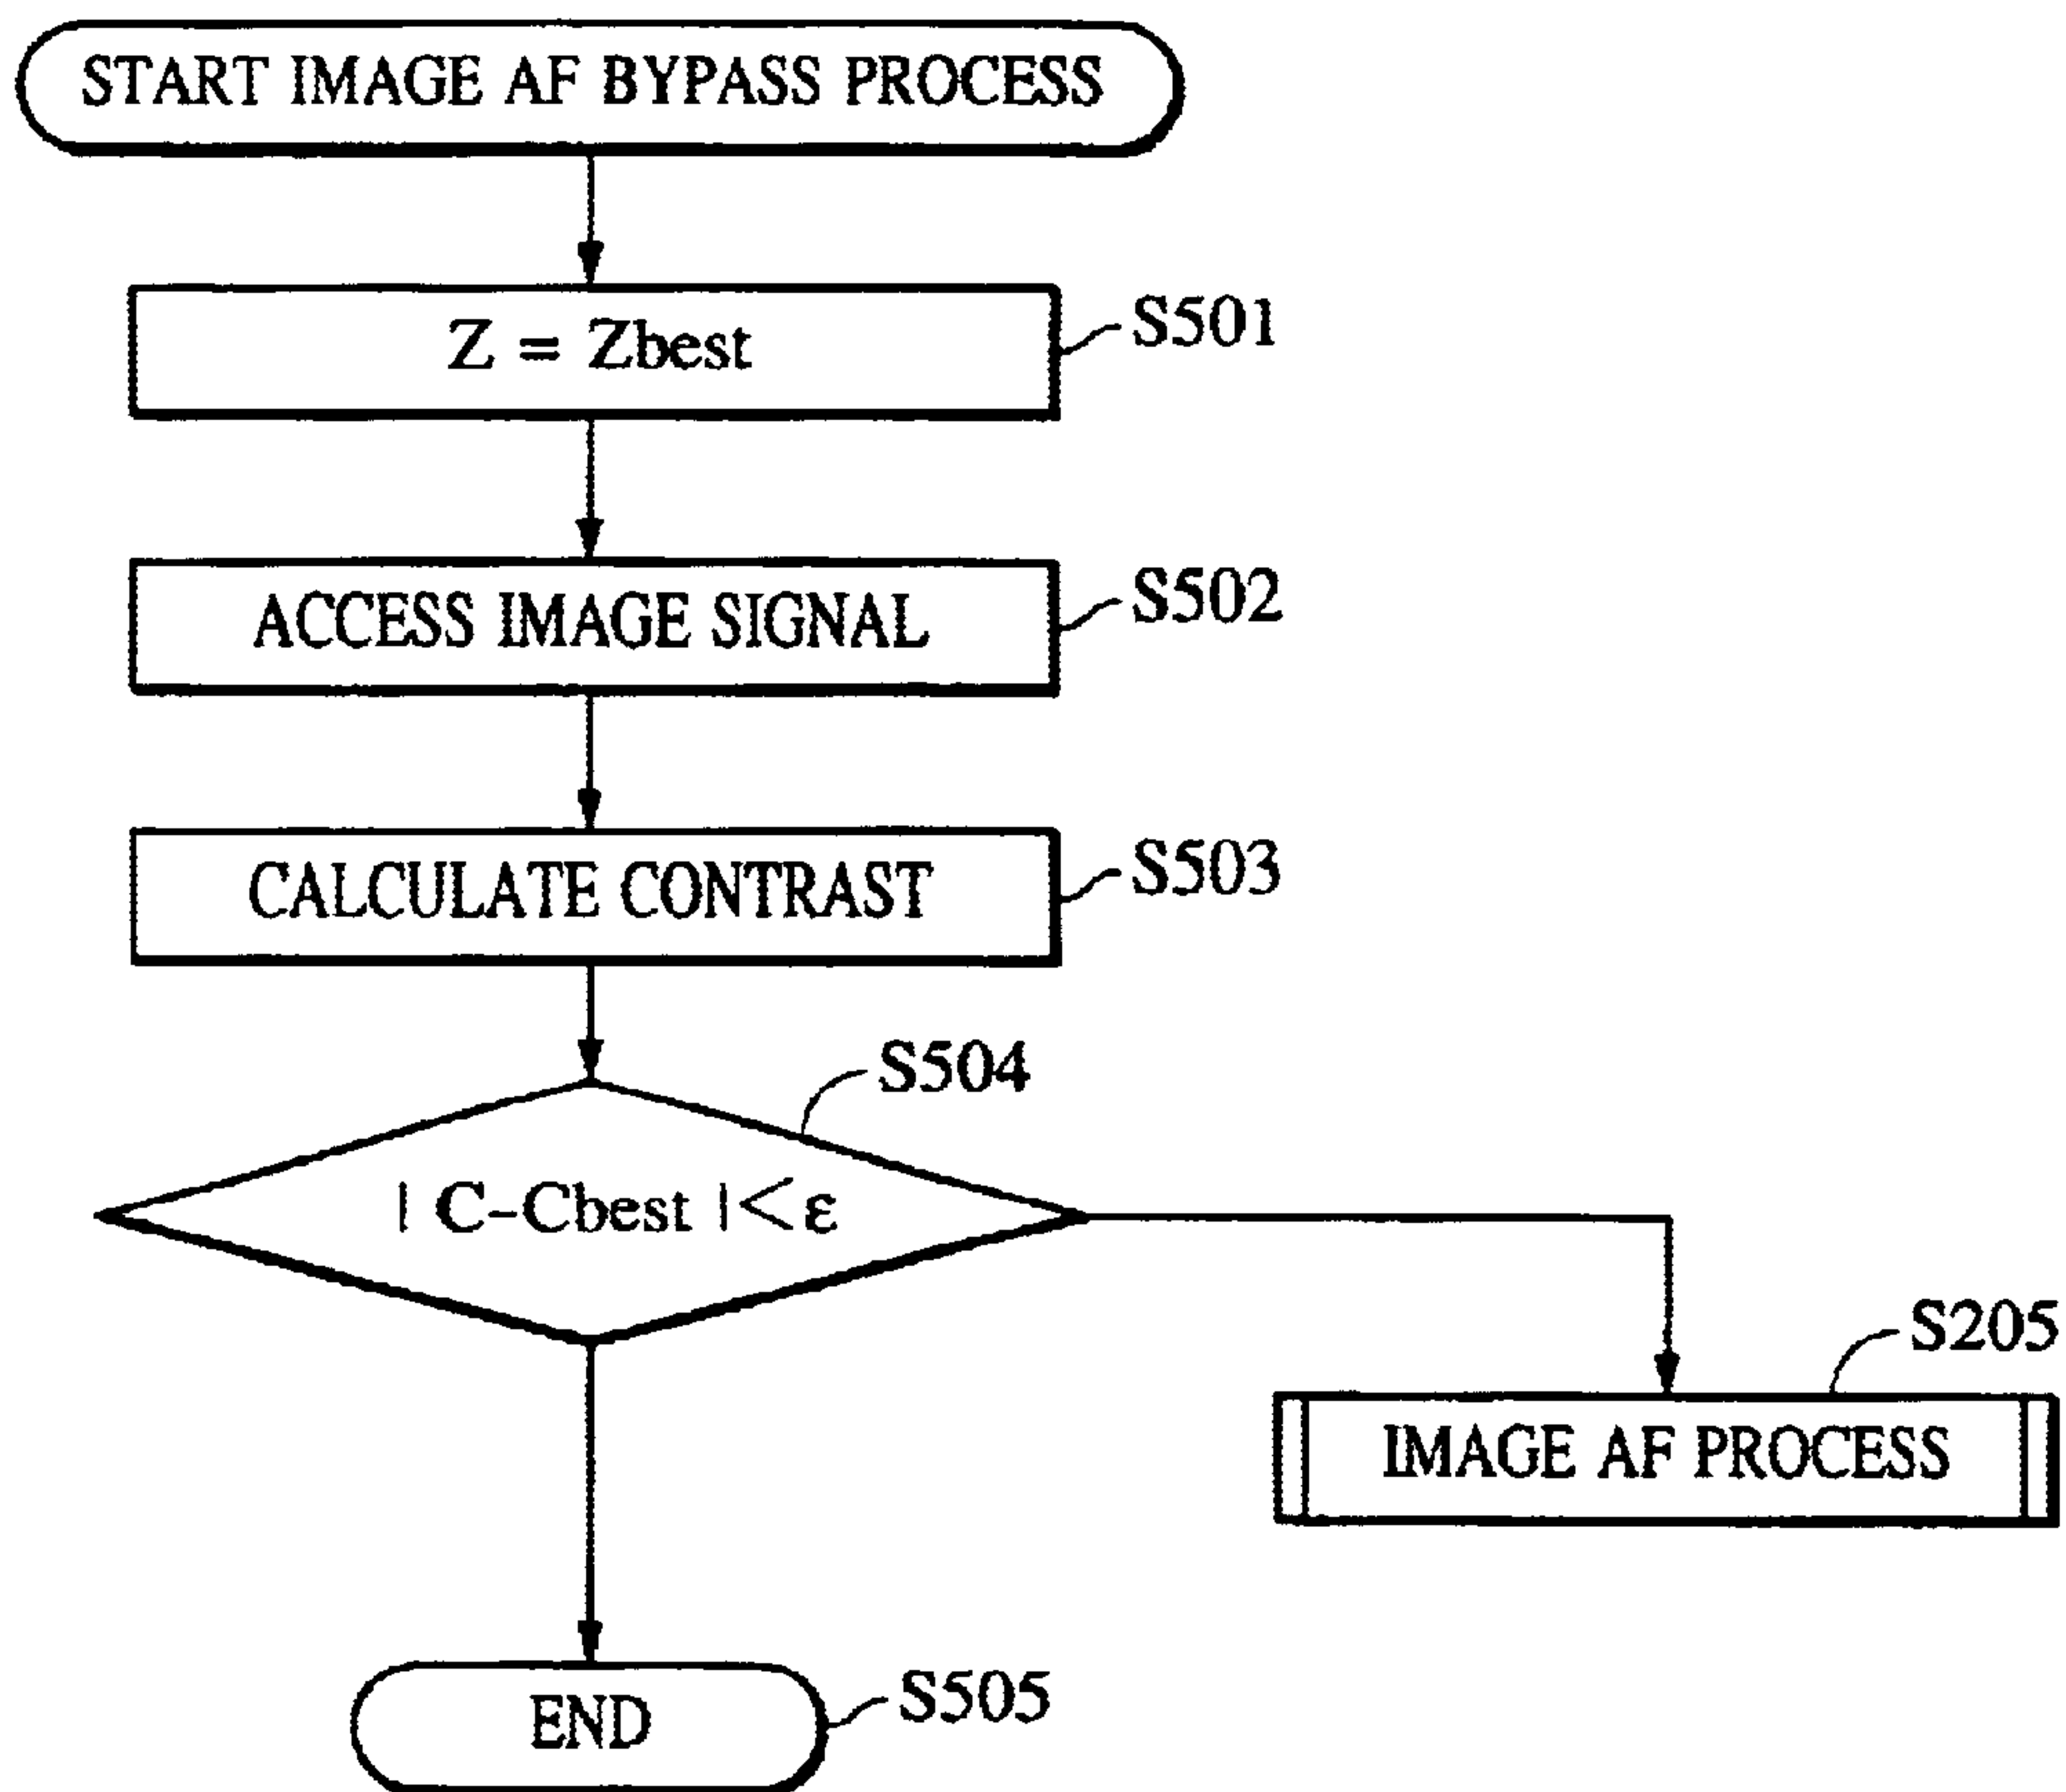 START IMAGE AF BYPASS PROCESS
Z = Zbest
S501
ACCESS IMAGE SIGNAL
S502
CALCULATE CONTRAST
S503
S504
| C-Cbest |<ε
S205
IMAGE AF PROCESS
END
S505